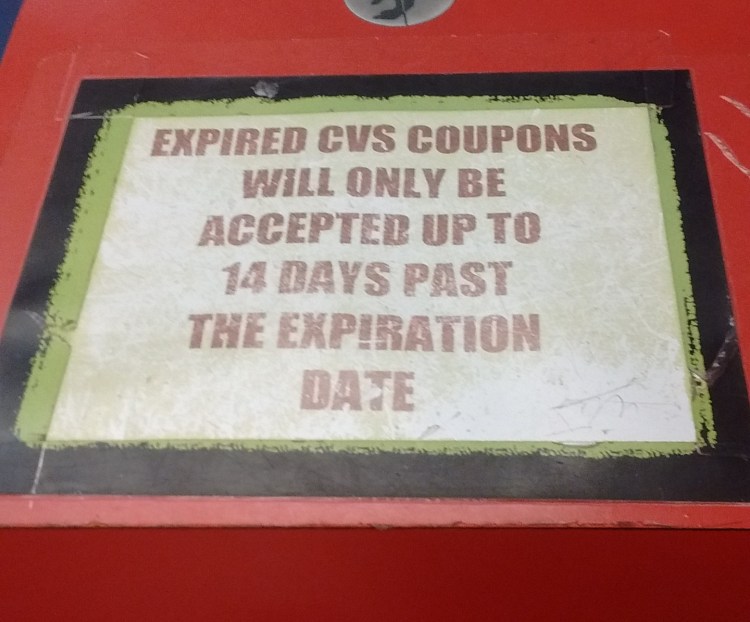 EXPIRED CVS COUPONS
WILL ONLY BE
ACCEPTED UP TO
14 DAYS PAST
THE EXPIRATION
DATE